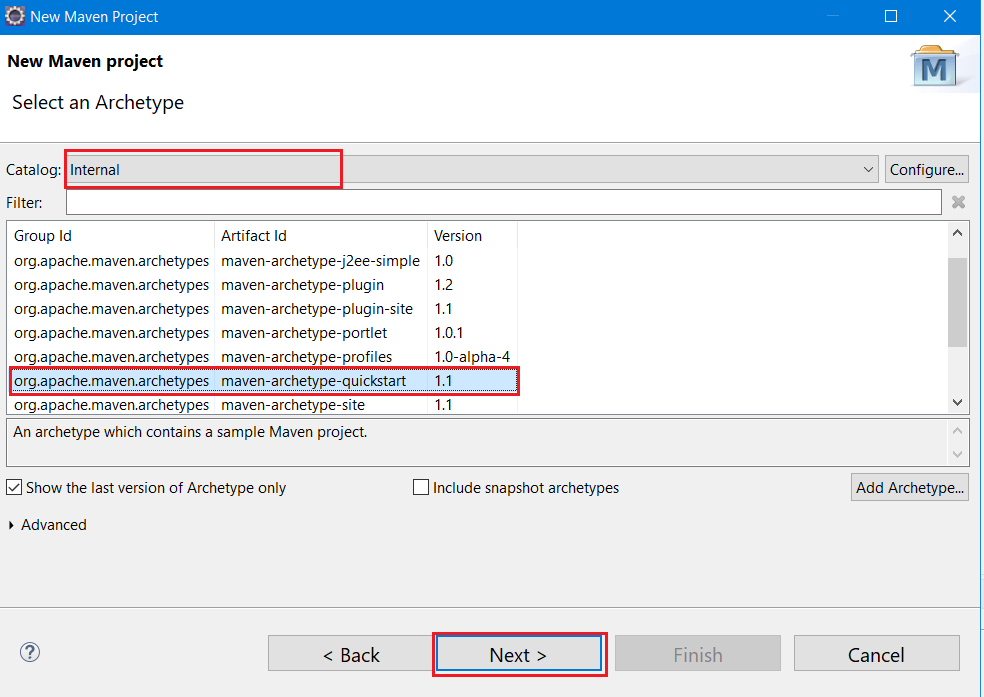 New Maven Project
New Maven project
M
Select an Archetype
Catalog: Internal Configure...
Filter:
Group Id Artifact Id Version
org.apache.maven.archetypes maven-archetype-j2ee-simple 1.0
org.apache.maven.archetypes maven-archetype-plugin 1.2
org.apache.maven.archetypes maven-archetype-plugin-site 1.1
org.apache.maven.archetypes maven-archetype-portlet 1.0.1
org.apache.maven.archetypes maven-archetype-profiles 1.0-alpha-4
org.apache.maven.archetypes maven-archetype-quickstart 1.1
org.apache.maven.archetypes maven-archetype-site 1.1
An archetype which contains a sample Maven project.
Show the last version of Archetype only Include snapshot archetypes Add Archetype...
Advanced
? < Back Next > Finish Cancel